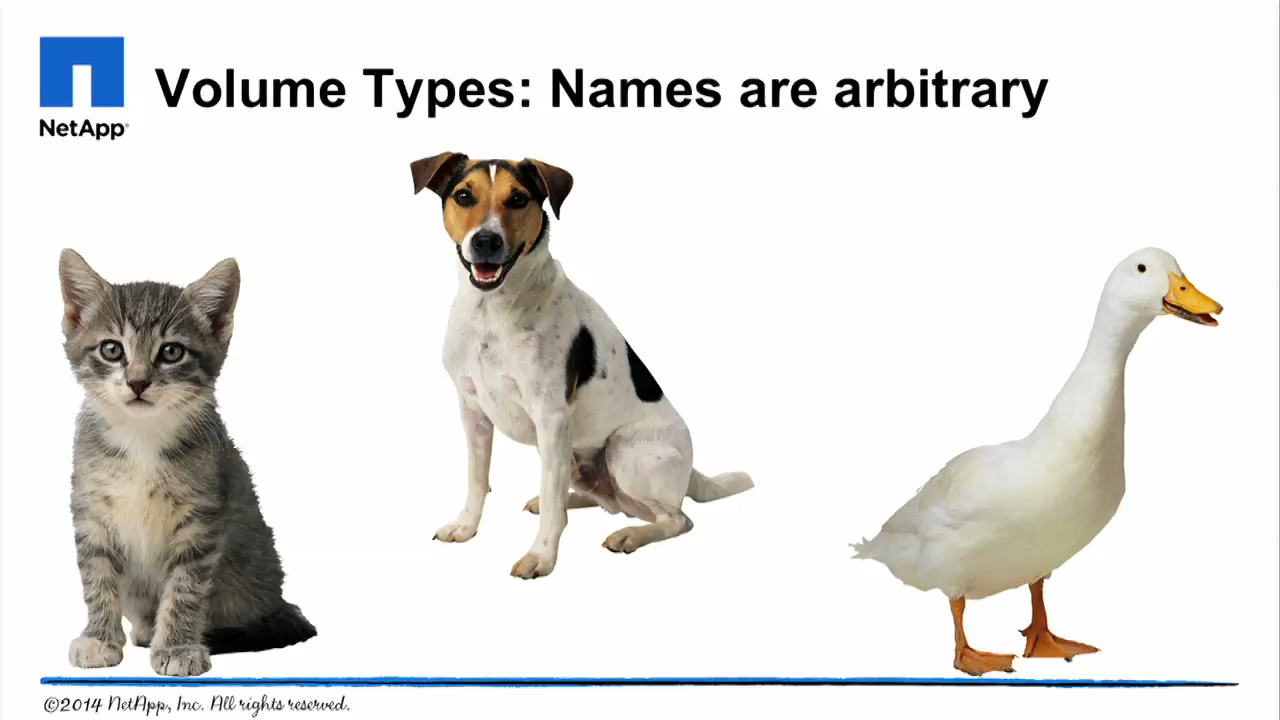 Volume Types: Names are arbitrary
NetApp®
©2014 NetApp, Inc. All rights reserved.